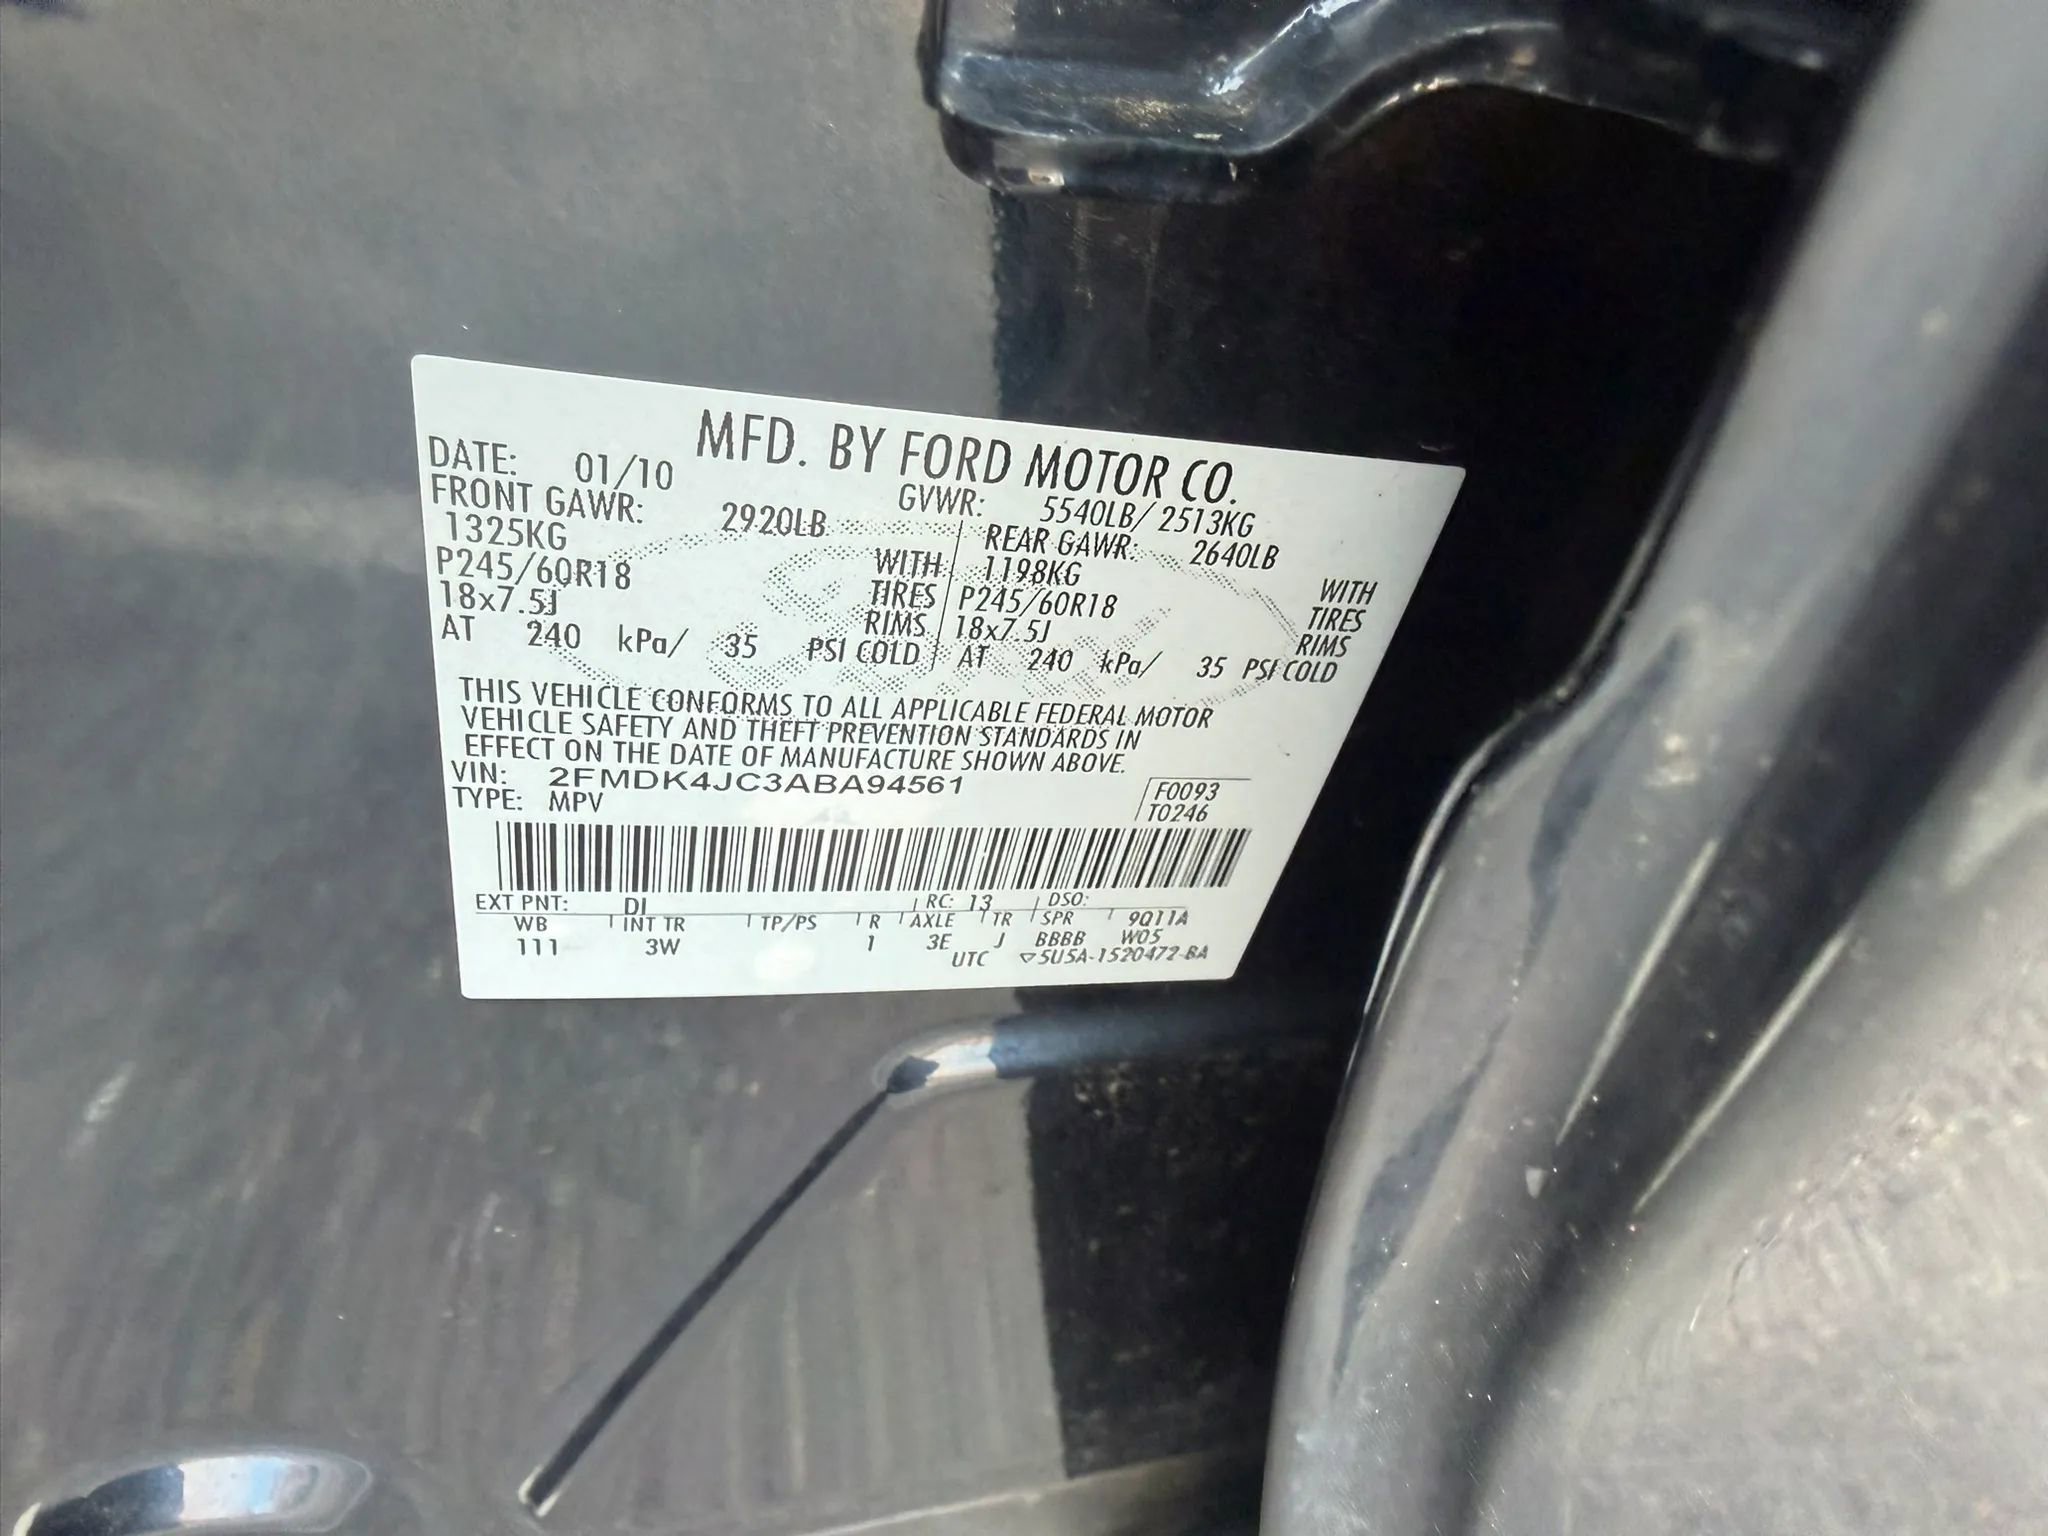 MFD. BY FORD MOTOR CO.
DATE: 01/10 GVWR: 5540LB/ 2513KG
FRONT GAWR: 2920LB REAR GAWR: 2640LB
1325KG WITH 1198KG WITH
P245/60R18 TIRES P245/60R18 TIRES
18x7.5J RIMS 18x7.5J RIMS
AT 240 kPa/ 35 PSI COLD AT 240 kPa/ 35 PSI COLD
THIS VEHICLE CONFORMS TO ALL APPLICABLE FEDERAL MOTOR
VEHICLE SAFETY AND THEFT PREVENTION STANDARDS IN
EFFECT ON THE DATE OF MANUFACTURE SHOWN ABOVE.
VIN: 2FMDK4JC3ABA94561 F0093
TYPE: MPV T0246
EXT PNT: DJ RC: 13 DSO:
WB INT TR TP/PS R AXLE TR SPR 9Q11A
111 3W 1 3E J BBBB W05
UTC 5U5A-1520472-BA